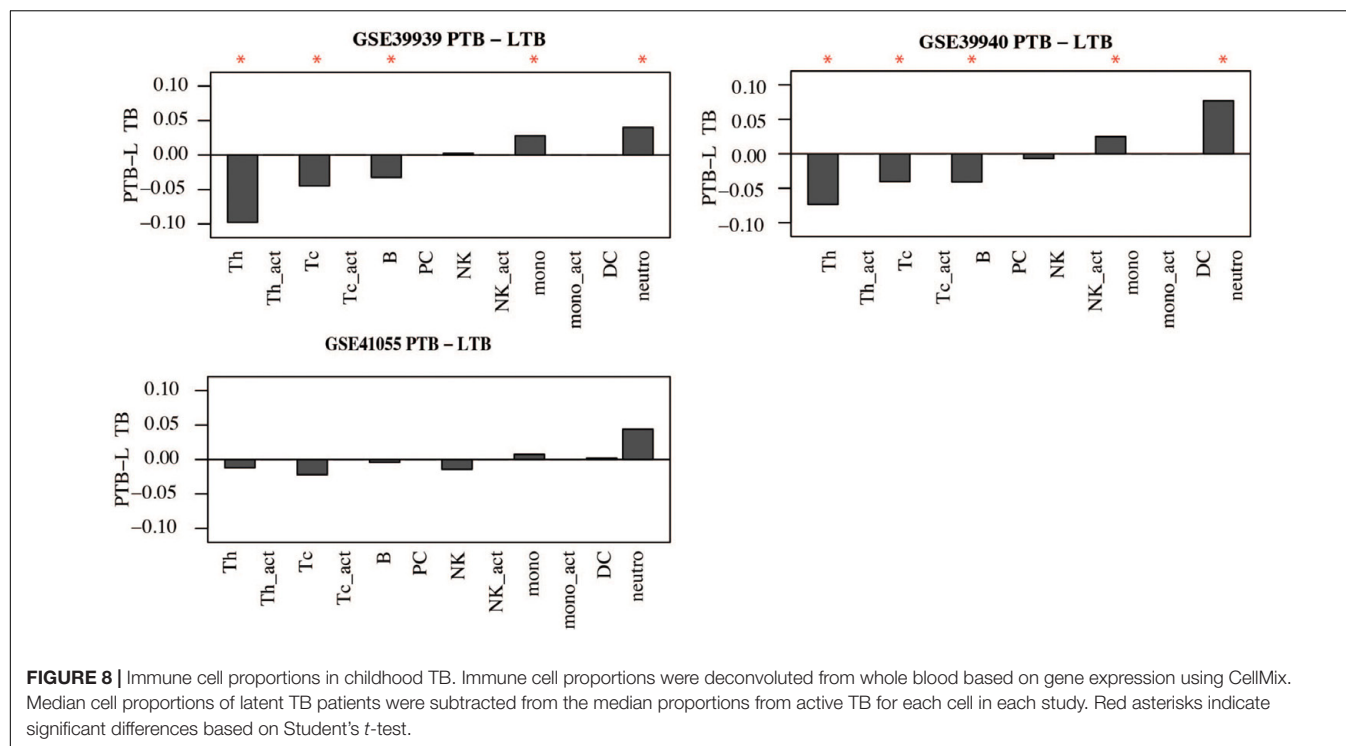 GSE39939 PTB – LTB
* * * * *
PTB–L TB
0.10
0.05
0.00
–0.05
–0.10
Th
Th_act
Tc
Tc_act
B
PC
NK
NK_act
mono
mono_act
DC
neutro
GSE39940 PTB – LTB
* * * * *
PTB–L TB
0.10
0.05
0.00
–0.05
–0.10
Th
Th_act
Tc
Tc_act
B
PC
NK
NK_act
mono
mono_act
DC
neutro
GSE41055 PTB – LTB
PTB–L TB
0.10
0.05
0.00
–0.05
–0.10
Th
Th_act
Tc
Tc_act
B
PC
NK
NK_act
mono
mono_act
DC
neutro
FIGURE 8 | Immune cell proportions in childhood TB. Immune cell proportions were deconvoluted from whole blood based on gene expression using CellMix.
Median cell proportions of latent TB patients were subtracted from the median proportions from active TB for each cell in each study. Red asterisks indicate
significant differences based on Student's t-test.